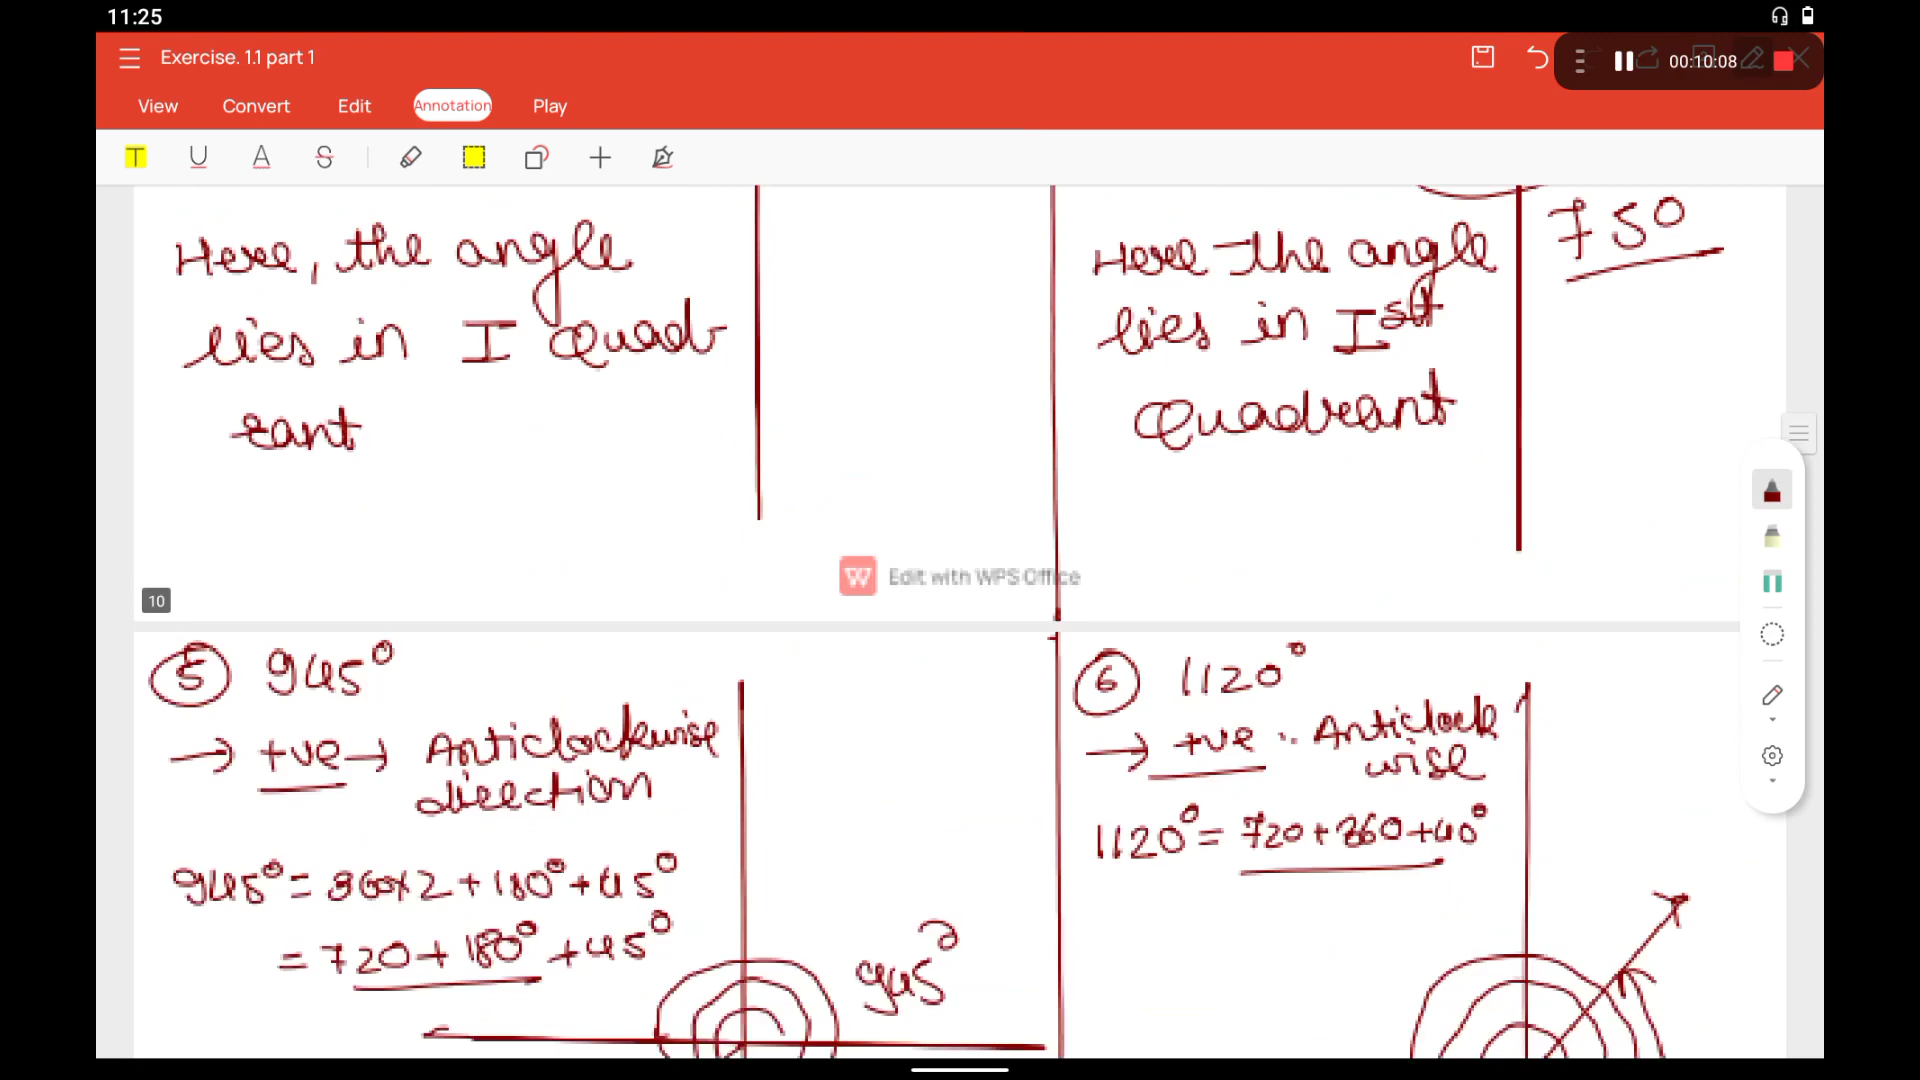 11:25
Exercise. 1.1 part 1
00:10:08
View Convert Edit Annotation Play
T U A S
Here, the angle
lies in I Quad
rant
Here the angle
lies in Ist
Quadrant
750
Edit with WPS Office
10
5 945°
→ +ve → Anticlockwise
direction
945° = 360×2 + 180° + 45°
= 720 + 180° + 45°
945°
6 1120°
→ +ve ∵ Anticlock
wise
1120° = 720 + 360 + 40°